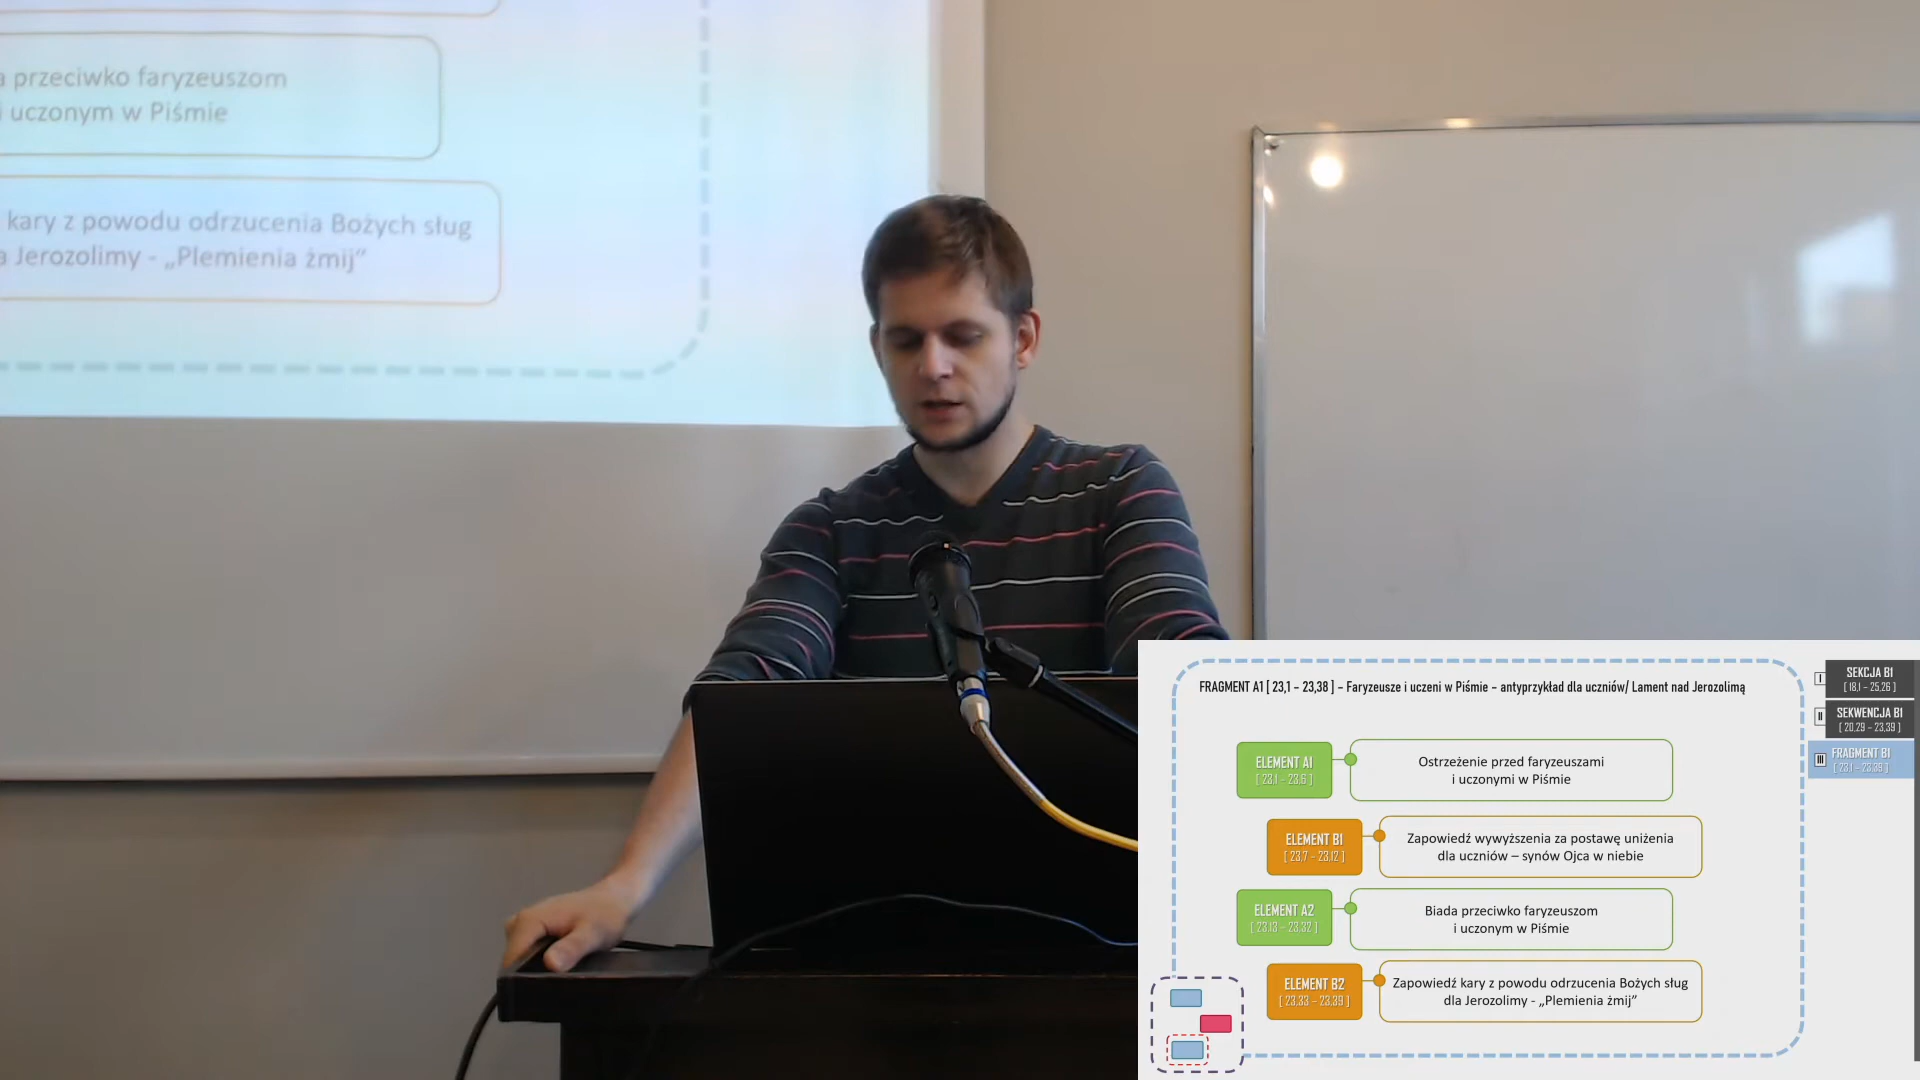 a przeciwko faryzeuszom
i uczonym w Piśmie
kary z powodu odrzucenia Bożych sług
a Jerozolimy - „Plemienia żmij“
FRAGMENT A1 [ 23,1 – 23,38 ] – Faryzeusze i uczeni w Piśmie – antyprzykład dla uczniów/ Lament nad Jerozolimą
ELEMENT A1
[ 23,1 – 23,6 ]
Ostrzeżenie przed faryzeuszami
i uczonymi w Piśmie
ELEMENT B1
[ 23,7 – 23,12 ]
Zapowiedź wywyższenia za postawę uniżenia
dla uczniów – synów Ojca w niebie
ELEMENT A2
[ 23,13 – 23,32 ]
Biada przeciwko faryzeuszom
i uczonym w Piśmie
ELEMENT B2
[ 23,33 – 23,39 ]
Zapowiedź kary z powodu odrzucenia Bożych sług
dla Jerozolimy - „Plemienia żmij”
I
SEKCJA B1
[ 18,1 – 25,26 ]
II
SEKWENCJA B1
[ 20,29 – 23,39 ]
III
FRAGMENT B1
[ 23,1 – 23,39 ]